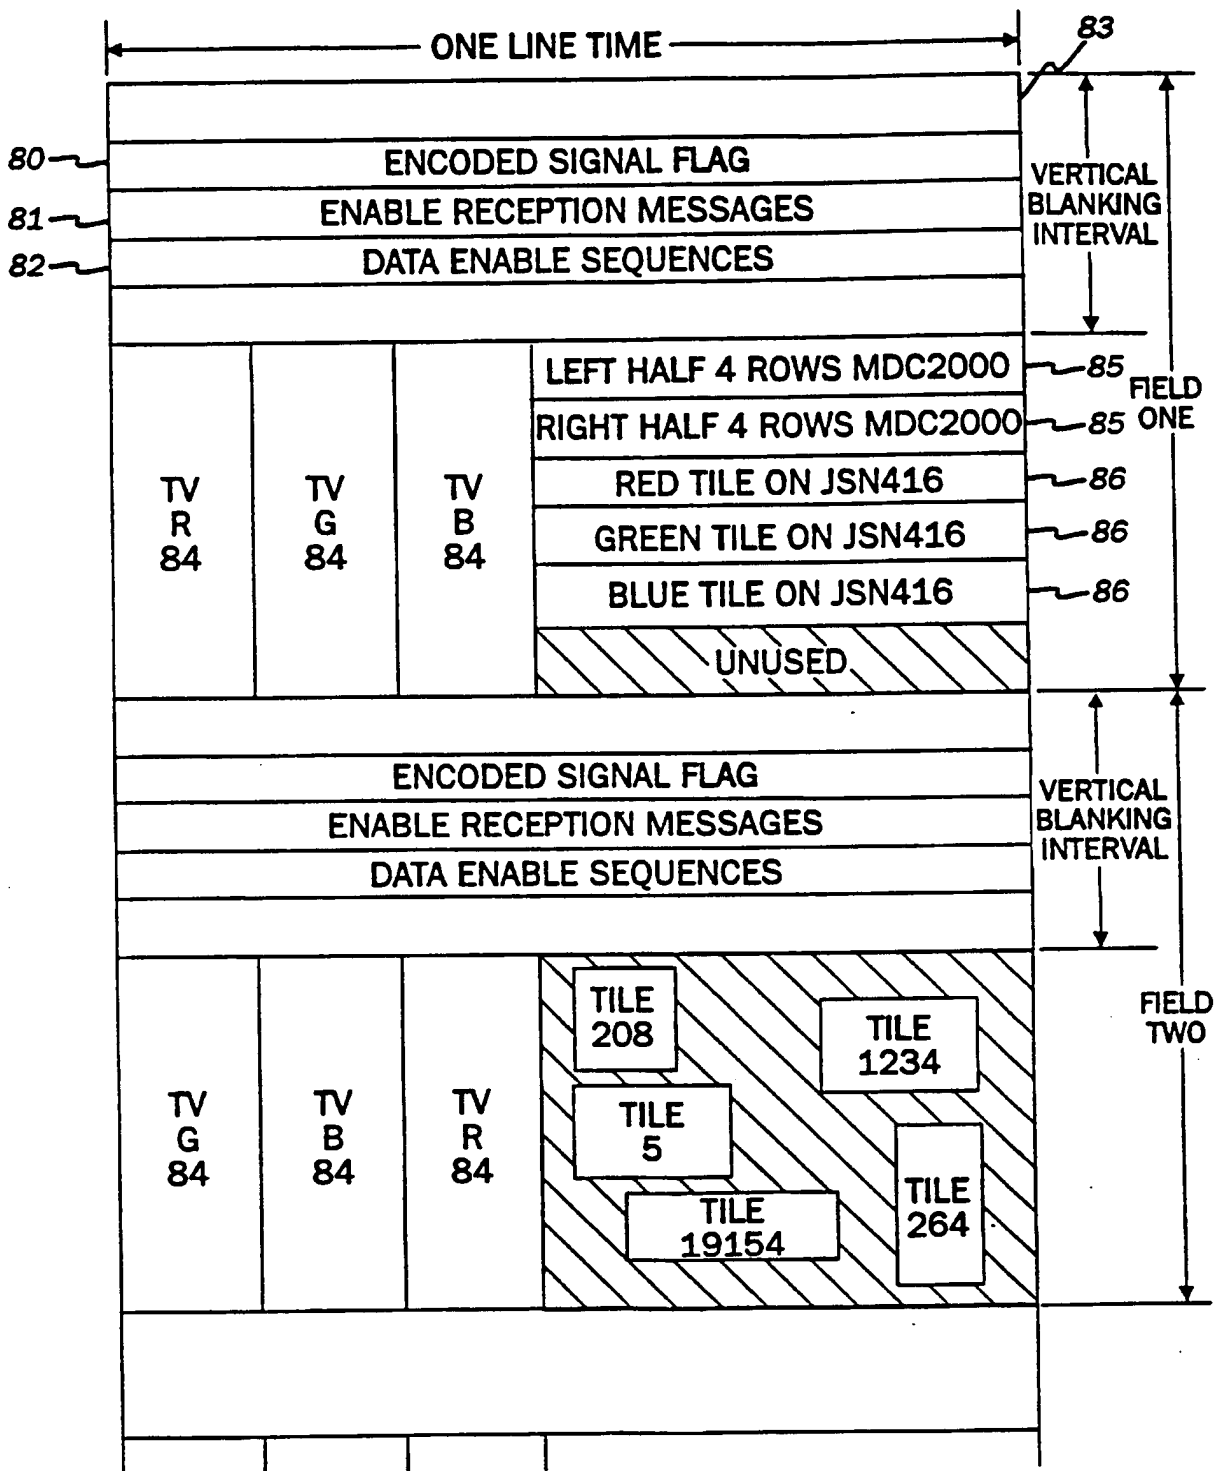 ONE LINE TIME
83
80
ENCODED SIGNAL FLAG
81
ENABLE RECEPTION MESSAGES
82
DATA ENABLE SEQUENCES
VERTICAL
BLANKING
INTERVAL
LEFT HALF 4 ROWS MDC2000
85
RIGHT HALF 4 ROWS MDC2000
85
FIELD
ONE
TV
R
84
TV
G
84
TV
B
84
RED TILE ON JSN416
86
GREEN TILE ON JSN416
86
BLUE TILE ON JSN416
86
UNUSED
ENCODED SIGNAL FLAG
ENABLE RECEPTION MESSAGES
DATA ENABLE SEQUENCES
VERTICAL
BLANKING
INTERVAL
TV
G
84
TV
B
84
TV
R
84
TILE
208
TILE
1234
TILE
5
TILE
264
TILE
19154
FIELD
TWO